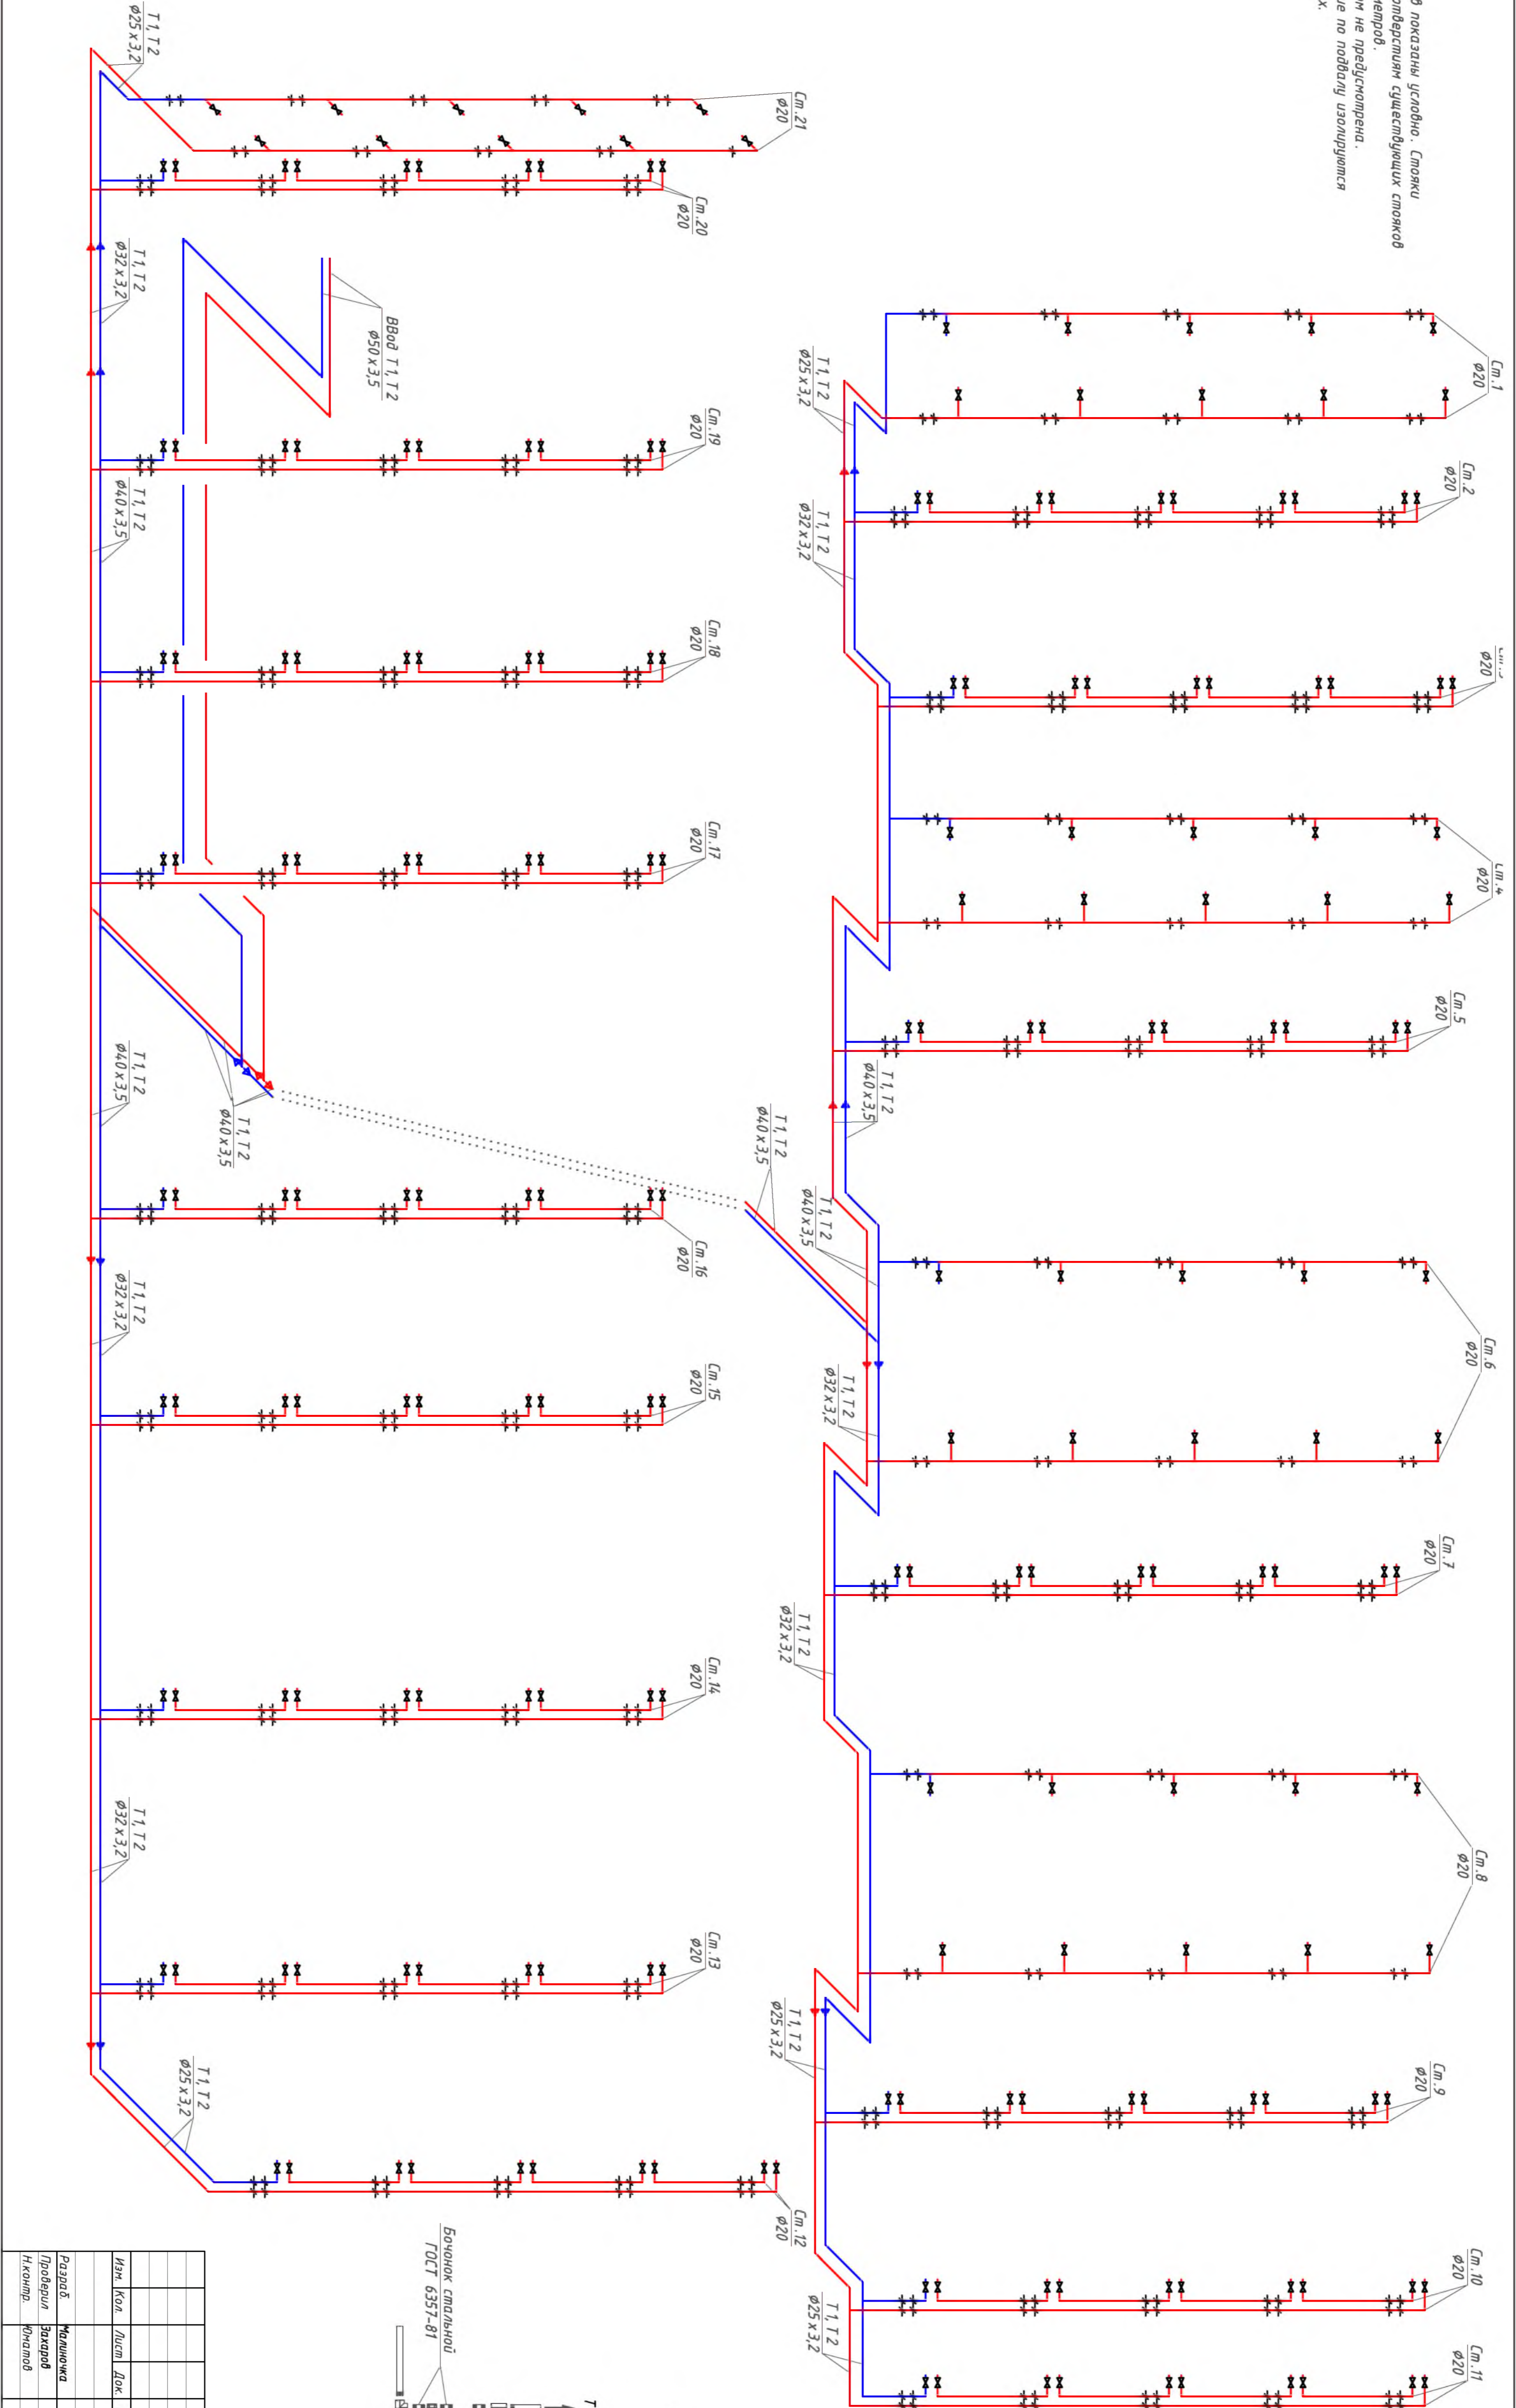 в показаны условно. Стояки
отверстиям существующих стояков
метров.
м не предусмотрена.
ие по подвалу изолируются
х.
Ст.1
Ø20
Ст.2
Ø20
Ø20
Ст.4
Ø20
Ст.5
Ø20
Ст.6
Ø20
Ст.7
Ø20
Ст.8
Ø20
Ст.9
Ø20
Ст.10
Ø20
Ст.11
Ø20
Т1, Т2
Ø25х3,2
Т1, Т2
Ø32х3,2
Т1, Т2
Ø40х3,5
Т1, Т2
Ø40х3,5
Т1, Т2
Ø40х3,5
Т1, Т2
Ø32х3,2
Т1, Т2
Ø32х3,2
Т1, Т2
Ø25х3,2
Т1, Т2
Ø25х3,2
Ст.21
Ø20
Ст.20
Ø20
Ст.19
Ø20
Ст.18
Ø20
Ст.17
Ø20
Ст.16
Ø20
Ст.15
Ø20
Ст.14
Ø20
Ст.13
Ø20
Ст.12
Ø20
ВВод Т1, Т2
Ø50х3,5
Т1, Т2
Ø25х3,2
Т1, Т2
Ø32х3,2
Т1, Т2
Ø40х3,5
Т1, Т2
Ø40х3,5
Т1, Т2
Ø40х3,5
Т1, Т2
Ø32х3,2
Т1, Т2
Ø32х3,2
Т1, Т2
Ø25х3,2
Бочонок стальной
ГОСТ 6357-81
Т
Изм. Кол. Лист Док.
Разраб. Малиночка
Проверил Захаров
Н.контр. Юматов